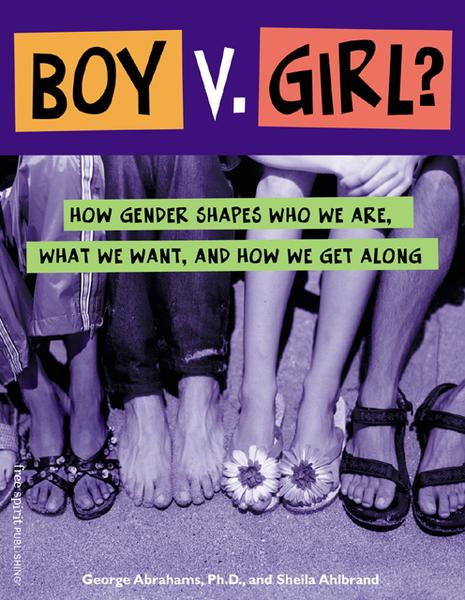 BOY V. GIRL?
HOW GENDER SHAPES WHO WE ARE,
WHAT WE WANT, AND HOW WE GET ALONG
free spirit PUBLISHING®
George Abrahams, Ph.D., and Sheila Ahlbrand